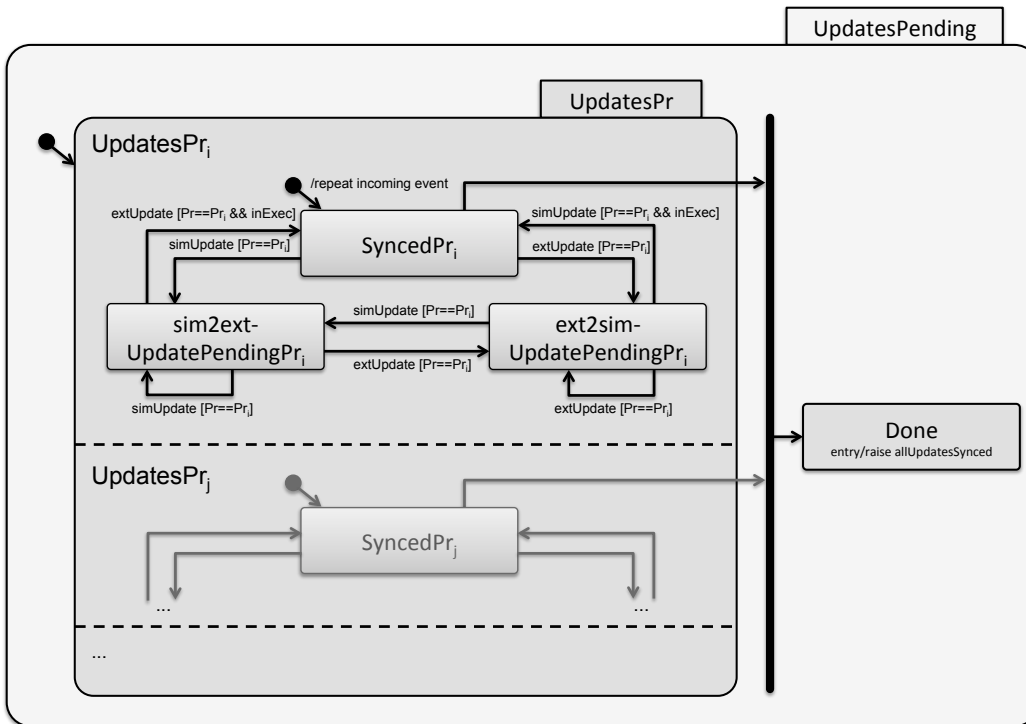 UpdatesPending
UpdatesPr
UpdatesPrᵢ
/repeat incoming event
extUpdate [Pr==Prᵢ && inExec]
simUpdate [Pr==Prᵢ && inExec]
SyncedPrᵢ
simUpdate [Pr==Prᵢ]
extUpdate [Pr==Prᵢ]
sim2ext-
UpdatePendingPrᵢ
simUpdate [Pr==Prᵢ]
extUpdate [Pr==Prᵢ]
ext2sim-
UpdatePendingPrᵢ
simUpdate [Pr==Prᵢ]
extUpdate [Pr==Prᵢ]
Done
entry/raise allUpdatesSynced
UpdatesPrⱼ
SyncedPrⱼ
...
...
...